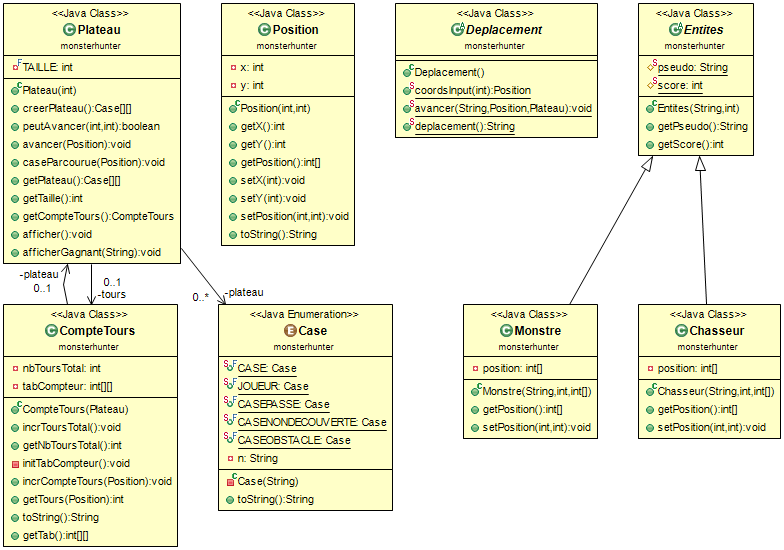 <<Java Class>>
Plateau
monsterhunter
TAILLE: int
Plateau(int)
creerPlateau():Case[][]
peutAvancer(int,int):boolean
avancer(Position):void
caseParcourue(Position):void
getPlateau():Case[][]
getTaille():int
getCompteTours():CompteTours
afficher():void
afficherGagnant(String):void
<<Java Class>>
Position
monsterhunter
x: int
y: int
Position(int,int)
getX():int
getY():int
getPosition():int[]
setX(int):void
setY(int):void
setPosition(int,int):void
toString():String
<<Java Class>>
Deplacement
monsterhunter
Deplacement()
coordsInput(int):Position
avancer(String,Position,Plateau):void
deplacement():String
<<Java Class>>
Entites
monsterhunter
pseudo: String
score: int
Entites(String,int)
getPseudo():String
getScore():int
-plateau
0..1
0..1
-tours
0..*
-plateau
<<Java Class>>
CompteTours
monsterhunter
nbToursTotal: int
tabCompteur: int[][]
CompteTours(Plateau)
incrToursTotal():void
getNbToursTotal():int
initTabCompteur():void
incrCompteTours(Position):void
getTours(Position):int
toString():String
getTab():int[][]
<<Java Enumeration>>
Case
monsterhunter
CASE: Case
JOUEUR: Case
CASEPASSE: Case
CASENONDECOUVERTE: Case
CASEOBSTACLE: Case
n: String
Case(String)
toString():String
<<Java Class>>
Monstre
monsterhunter
position: int[]
Monstre(String,int,int[])
getPosition():int[]
setPosition(int,int):void
<<Java Class>>
Chasseur
monsterhunter
position: int[]
Chasseur(String,int,int[])
getPosition():int[]
setPosition(int,int):void